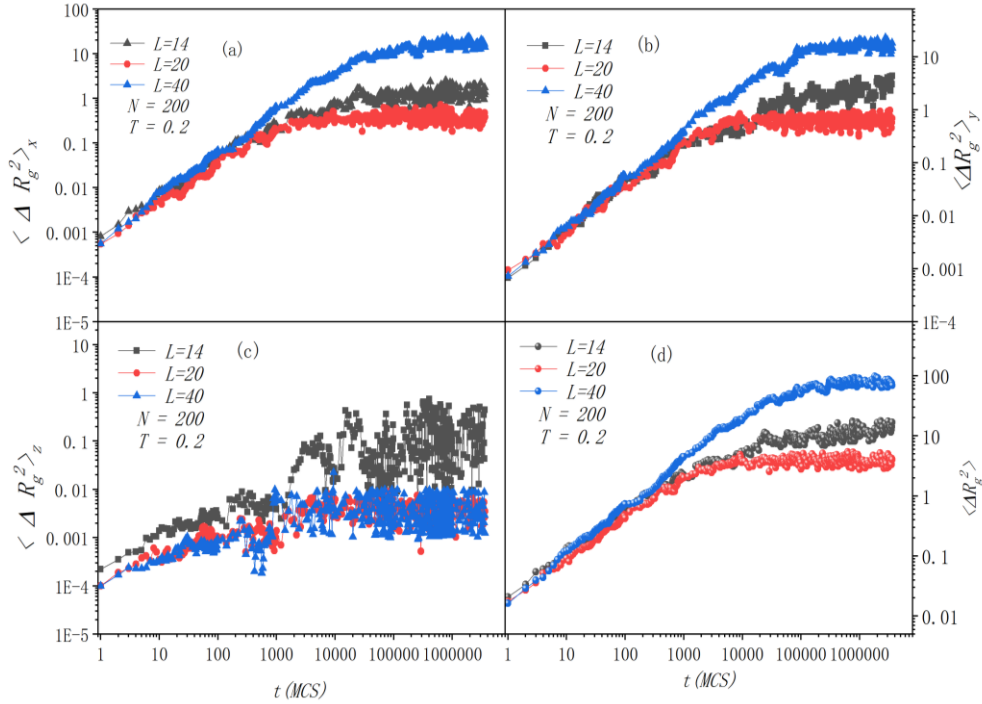 100
10
1
0.1
0.01
0.001
1E-4
1E-5
< Δ R_g^2 >_x
L=14
L=20
L=40
N = 200
T = 0.2
(a)
L=14
L=20
L=40
N = 200
T = 0.2
(b)
10
1
0.1
0.01
0.001
1E-4
<ΔR_g^2>_y
10
1
0.1
0.01
0.001
1E-4
1E-5
< Δ R_g^2 >_z
L=14
L=20
L=40
N = 200
T = 0.2
(c)
1 10 100 1000 10000 100000 1000000
t(MCS)
L=14
L=20
L=40
N = 200
T = 0.2
(d)
100
10
1
0.1
0.01
<ΔR_g^2>
1 10 100 1000 10000 100000 1000000
t(MCS)